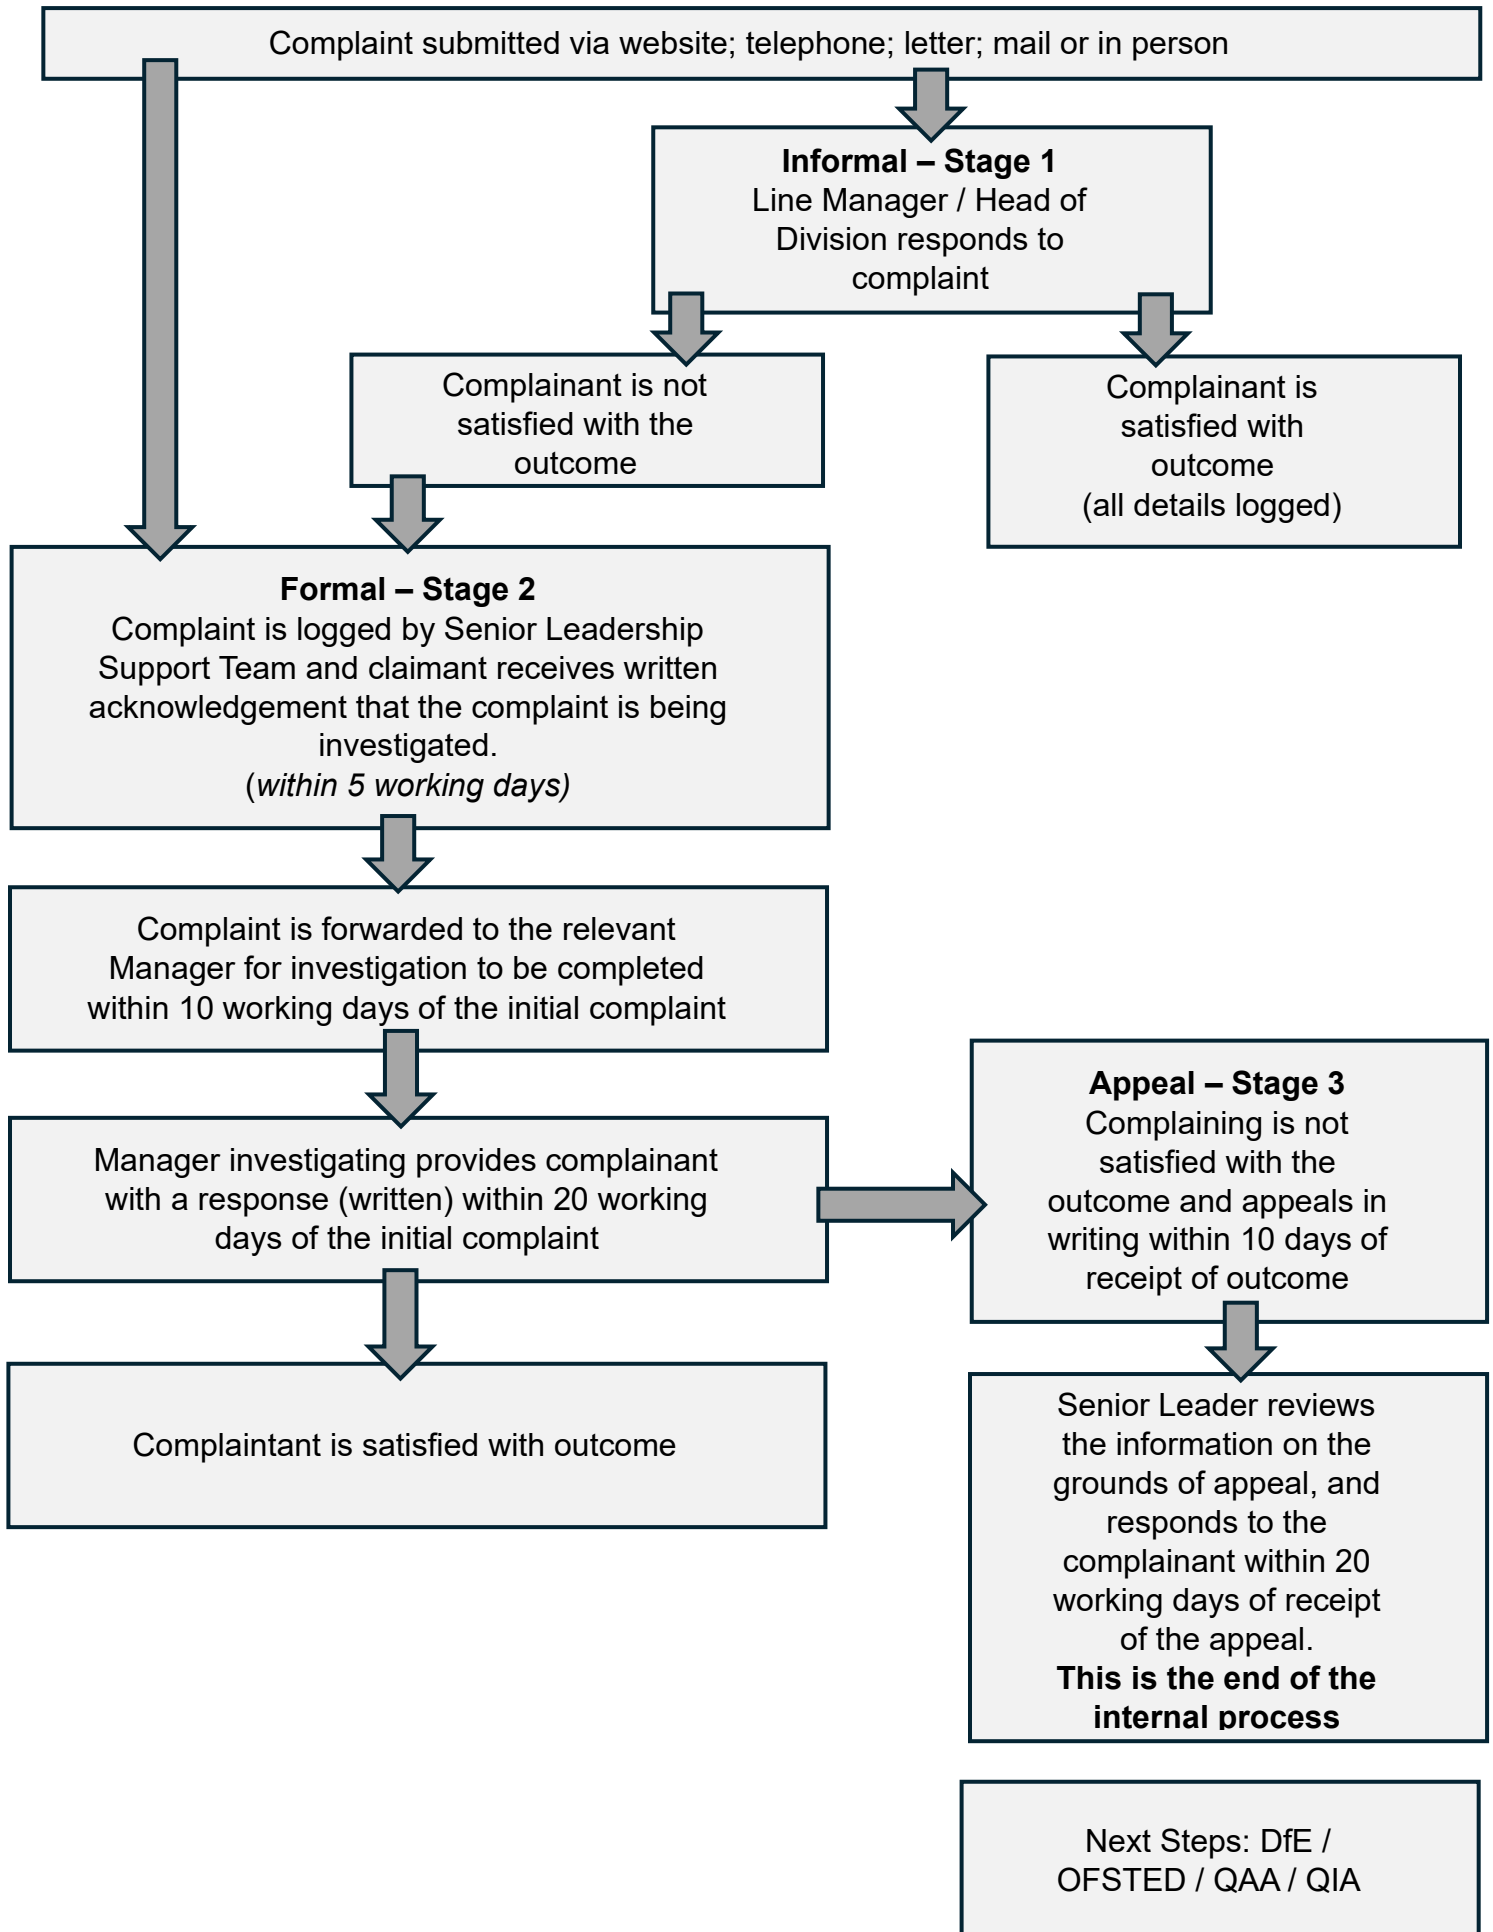 Complaint submitted via website; telephone; letter; mail or in person
Informal – Stage 1
Line Manager / Head of
Division responds to
complaint
Complainant is not
satisfied with the
outcome
Complainant is
satisfied with
outcome
(all details logged)
Formal – Stage 2
Complaint is logged by Senior Leadership
Support Team and claimant receives written
acknowledgement that the complaint is being
investigated.
(within 5 working days)
Complaint is forwarded to the relevant
Manager for investigation to be completed
within 10 working days of the initial complaint
Manager investigating provides complainant
with a response (written) within 20 working
days of the initial complaint
Appeal – Stage 3
Complaining is not
satisfied with the
outcome and appeals in
writing within 10 days of
receipt of outcome
Complaintant is satisfied with outcome
Senior Leader reviews
the information on the
grounds of appeal, and
responds to the
complainant within 20
working days of receipt
of the appeal.
This is the end of the
internal process
Next Steps: DfE /
OFSTED / QAA / QIA